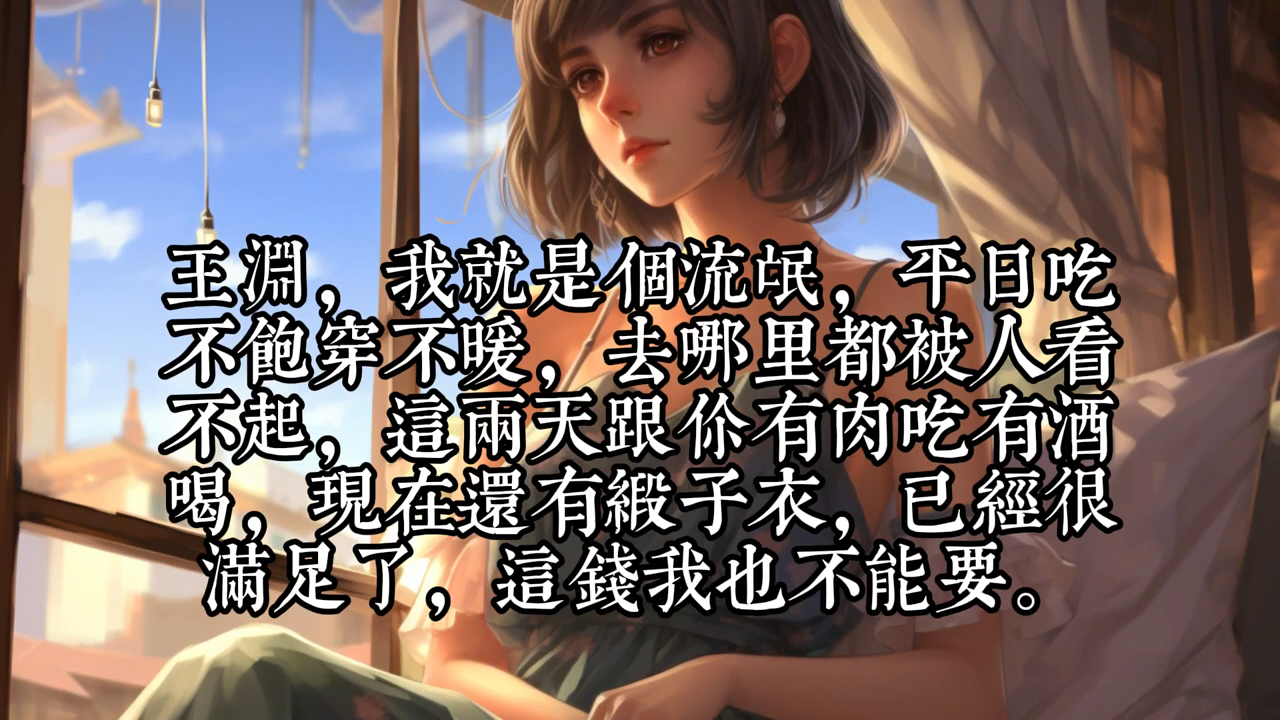 王淵，我就是個流氓，平日吃
不飽穿不暖，去哪里都被人看
不起，這兩天跟你有肉吃有酒
喝，現在還有緞子衣，已經很
滿足了，這錢我也不能要。